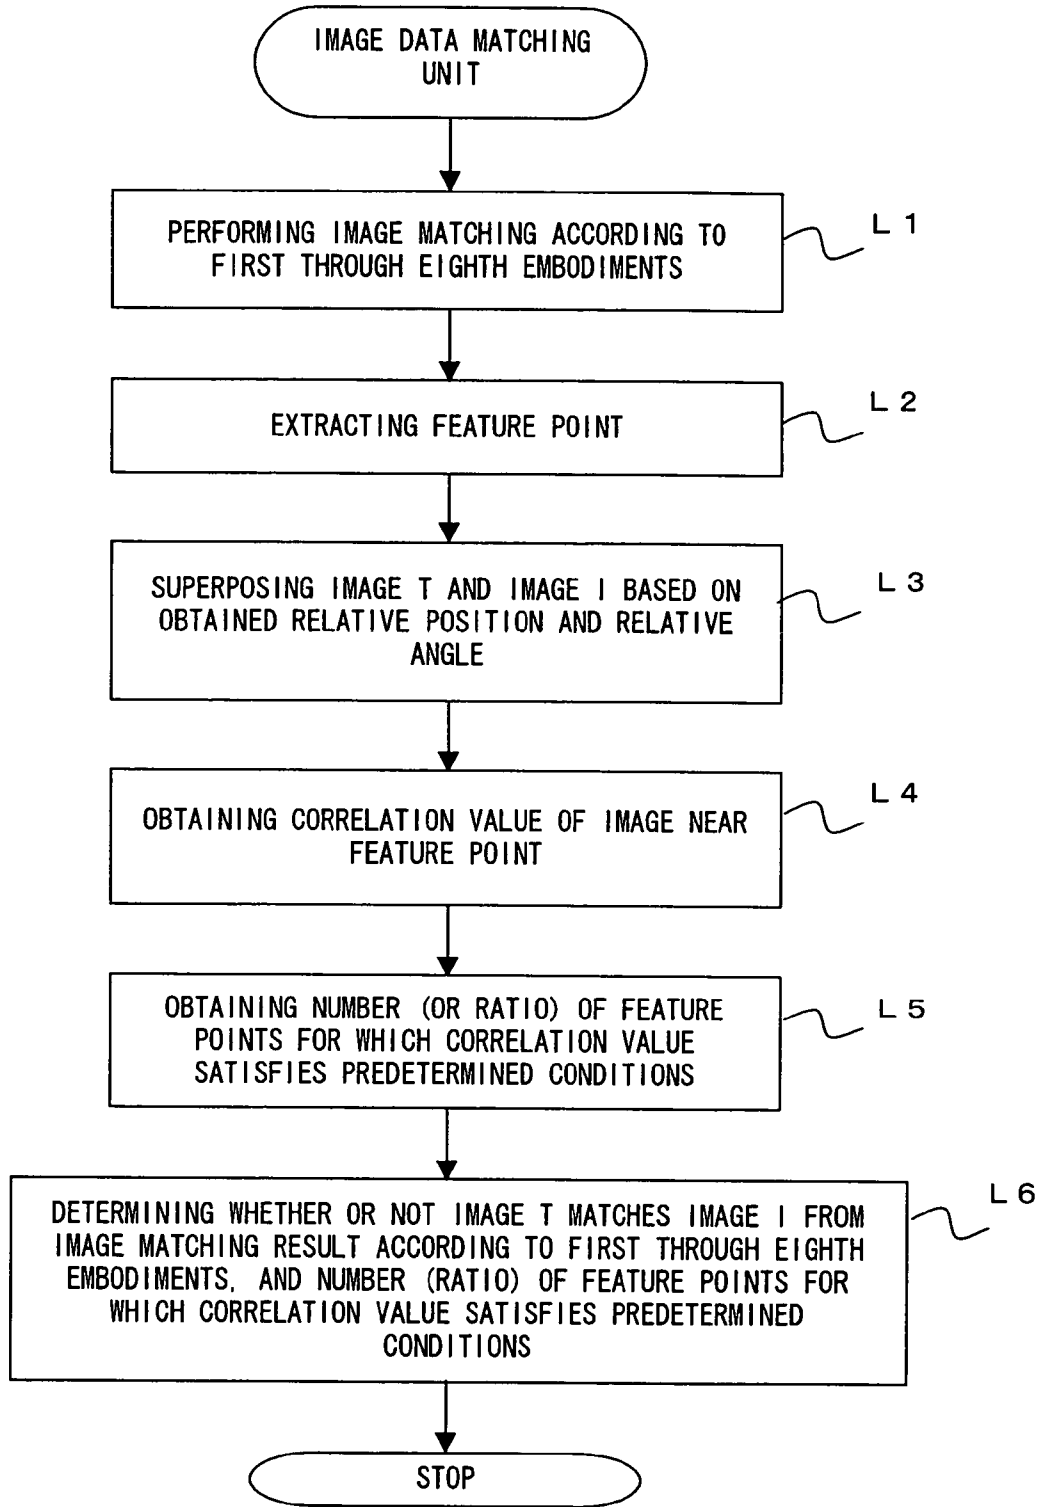 IMAGE DATA MATCHING
UNIT
PERFORMING IMAGE MATCHING ACCORDING TO
FIRST THROUGH EIGHTH EMBODIMENTS
L 1
EXTRACTING FEATURE POINT
L 2
SUPERPOSING IMAGE T AND IMAGE I BASED ON
OBTAINED RELATIVE POSITION AND RELATIVE
ANGLE
L 3
OBTAINING CORRELATION VALUE OF IMAGE NEAR
FEATURE POINT
L 4
OBTAINING NUMBER (OR RATIO) OF FEATURE
POINTS FOR WHICH CORRELATION VALUE
SATISFIES PREDETERMINED CONDITIONS
L 5
DETERMINING WHETHER OR NOT IMAGE T MATCHES IMAGE I FROM
IMAGE MATCHING RESULT ACCORDING TO FIRST THROUGH EIGHTH
EMBODIMENTS, AND NUMBER (RATIO) OF FEATURE POINTS FOR
WHICH CORRELATION VALUE SATISFIES PREDETERMINED
CONDITIONS
L 6
STOP